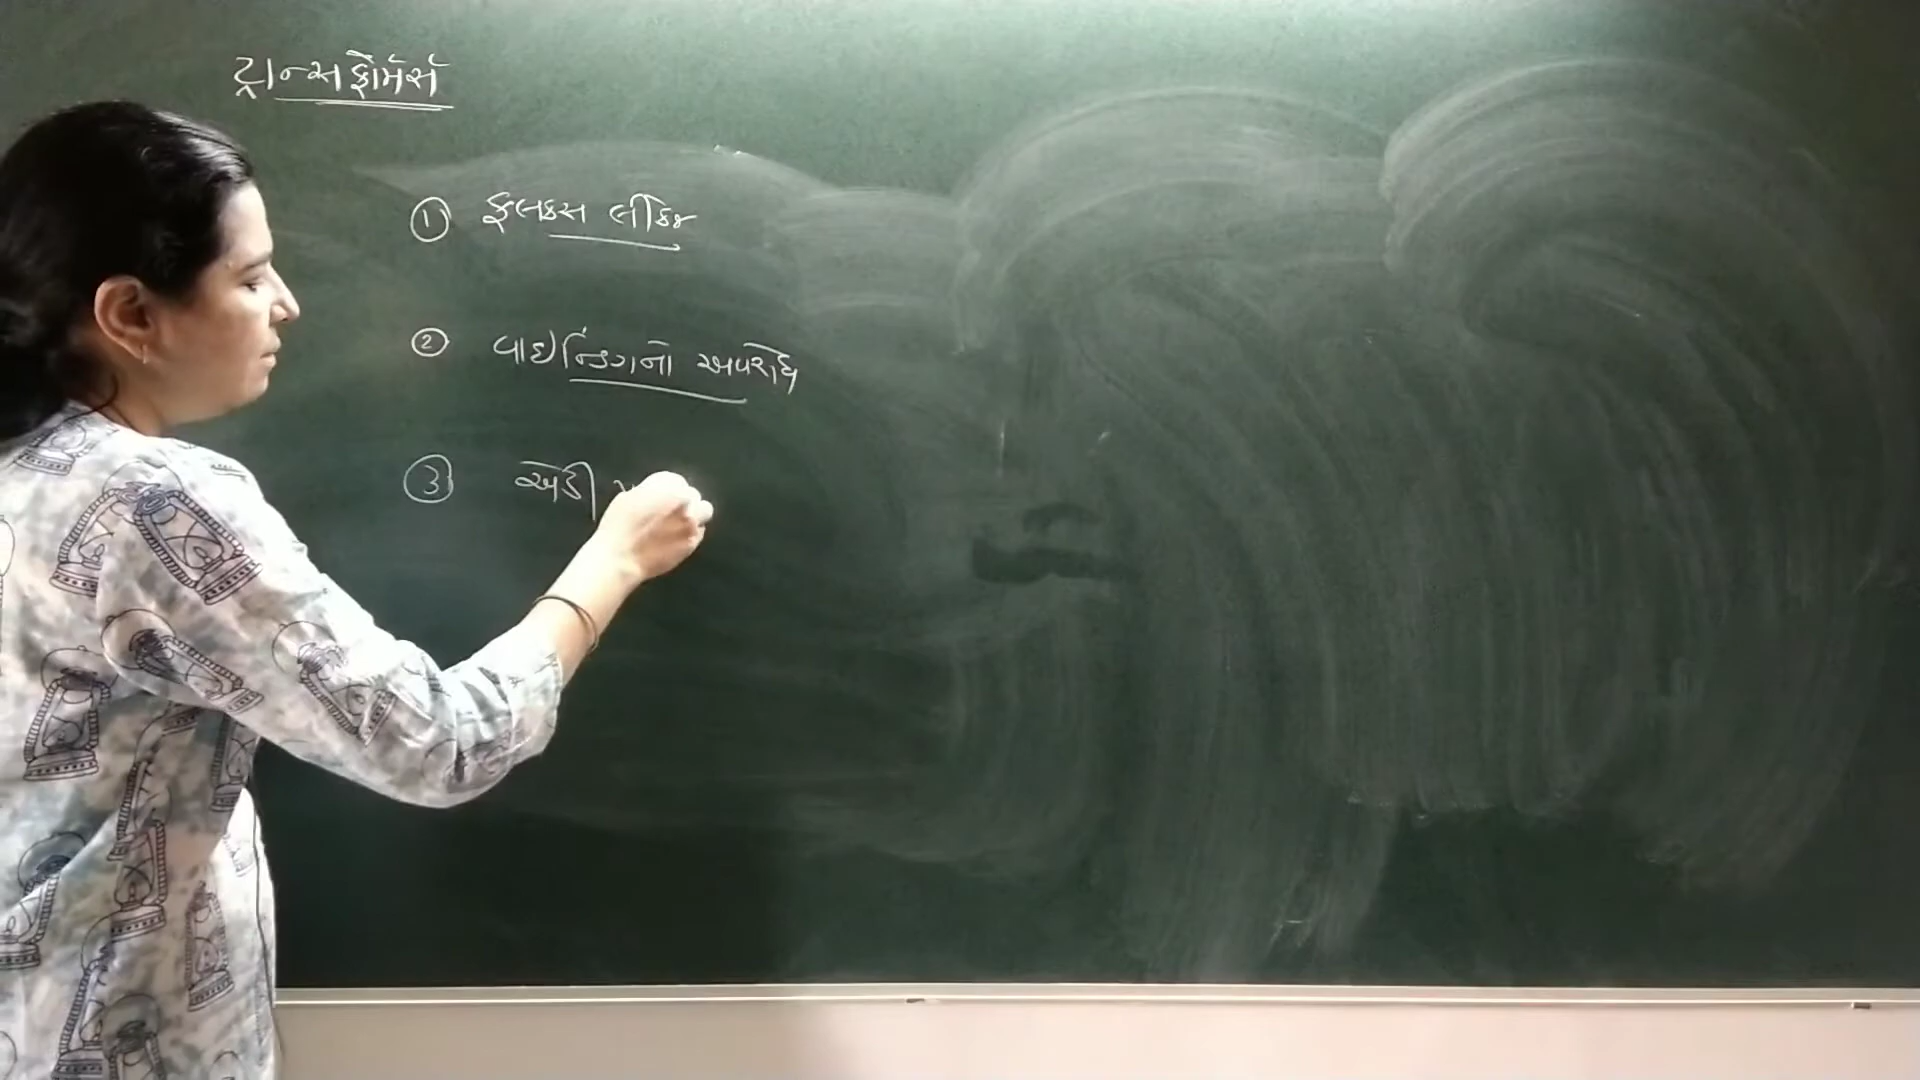 ટ્રાન્સફોર્મર્સ
① ફ્લક્સ લીકેજ
② વાઇન્ડિંગનો અવરોધ
③ એડી